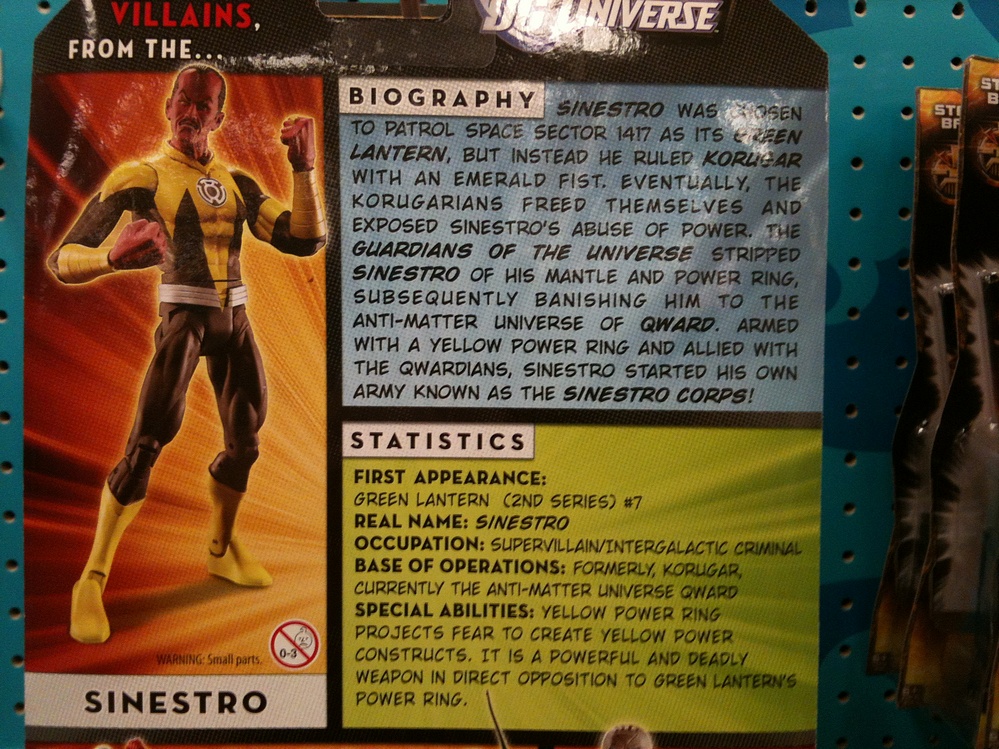 VILLAINS,
FROM THE...
DC UNIVERSE
BIOGRAPHY
SINESTRO WAS CHOSEN
TO PATROL SPACE SECTOR 1417 AS ITS GREEN
LANTERN, BUT INSTEAD HE RULED KORUGAR
WITH AN EMERALD FIST. EVENTUALLY, THE
KORUGARIANS FREED THEMSELVES AND
EXPOSED SINESTRO'S ABUSE OF POWER. THE
GUARDIANS OF THE UNIVERSE STRIPPED
SINESTRO OF HIS MANTLE AND POWER RING,
SUBSEQUENTLY BANISHING HIM TO THE
ANTI-MATTER UNIVERSE OF QWARD. ARMED
WITH A YELLOW POWER RING AND ALLIED WITH
THE QWARDIANS, SINESTRO STARTED HIS OWN
ARMY KNOWN AS THE SINESTRO CORPS!
STATISTICS
FIRST APPEARANCE:
GREEN LANTERN (2ND SERIES) #7
REAL NAME: SINESTRO
OCCUPATION: SUPERVILLAIN/INTERGALACTIC CRIMINAL
BASE OF OPERATIONS: FORMERLY, KORUGAR,
CURRENTLY THE ANTI-MATTER UNIVERSE QWARD
SPECIAL ABILITIES: YELLOW POWER RING
PROJECTS FEAR TO CREATE YELLOW POWER
CONSTRUCTS. IT IS A POWERFUL AND DEADLY
WEAPON IN DIRECT OPPOSITION TO GREEN LANTERN'S
POWER RING.
0-3
WARNING: Small parts.
SINESTRO